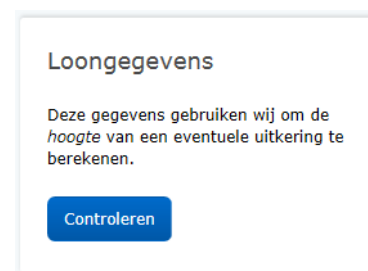 Loongegevens
Deze gegevens gebruiken wij om de
hoogte van een eventuele uitkering te
berekenen.
Controleren